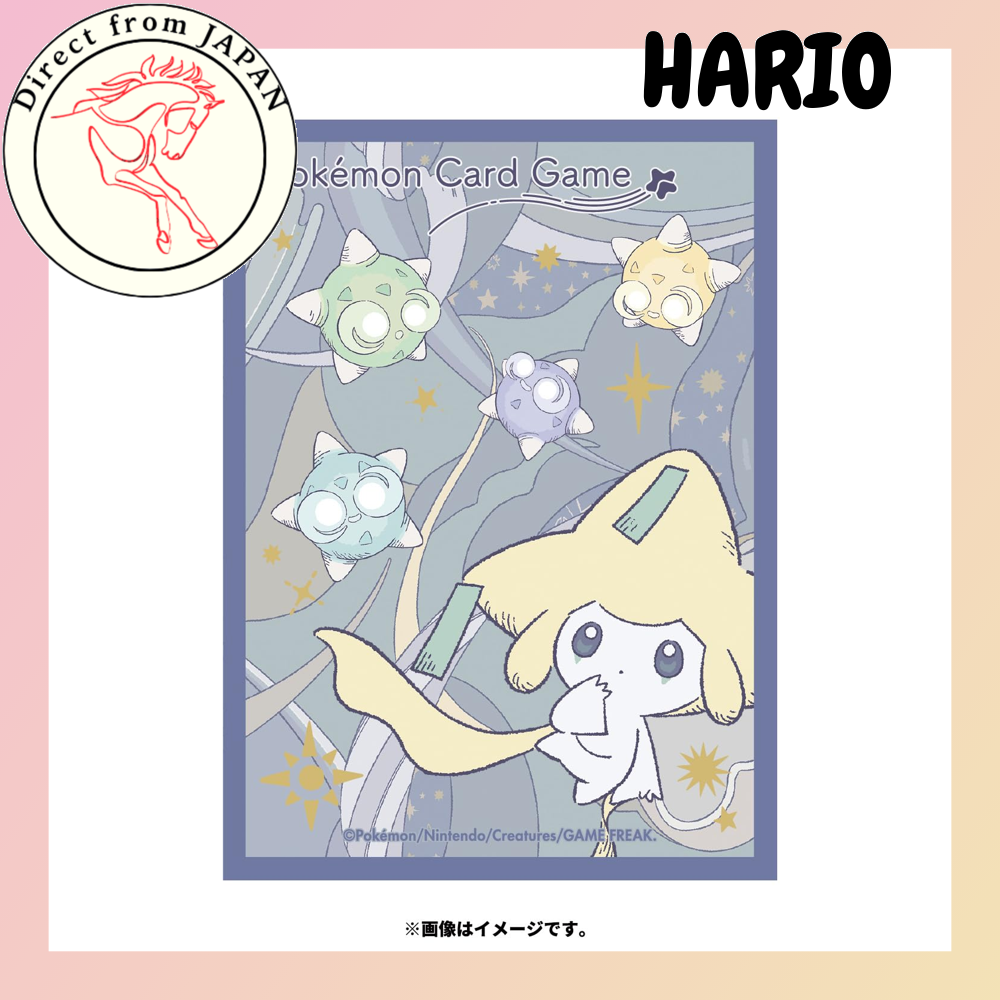 Direct from JAPAN
HARIO
okémon Card Game
©Pokémon/Nintendo/Creatures/GAME FREAK.
※画像はイメージです。